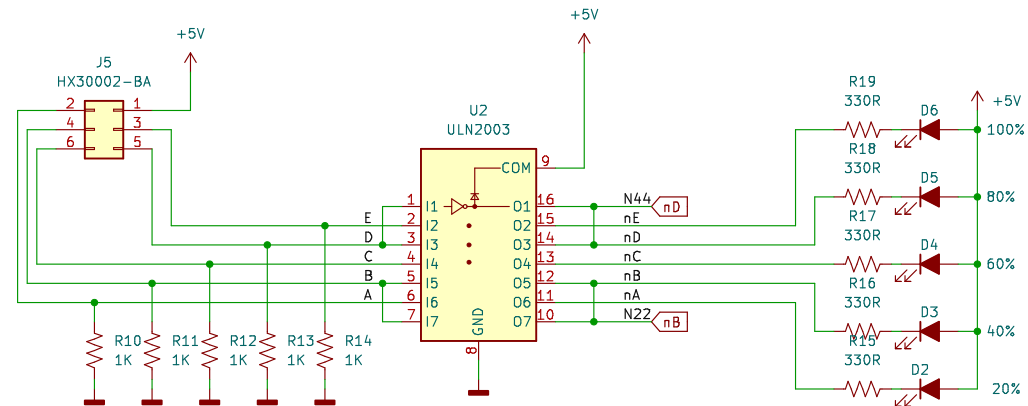 +5V
+5V
J5
HX30002-BA
2 1
4 3
6 5
U2
ULN2003
COM 9
1 I1 O1 16
2 I2 O2 15
3 I3 O3 14
4 I4 O4 13
5 I5 O5 12
6 I6 O6 11
7 I7 O7 10
GND
8
E
D
C
B
A
N44 nD
nE
nD
nC
nB
nA
N22 nB
R10
1K
R11
1K
R12
1K
R13
1K
R14
1K
R19
330R
D6
+5V
100%
R18
330R
D5
80%
R17
330R
D4
60%
R16
330R
D3
40%
R15
330R
D2
20%